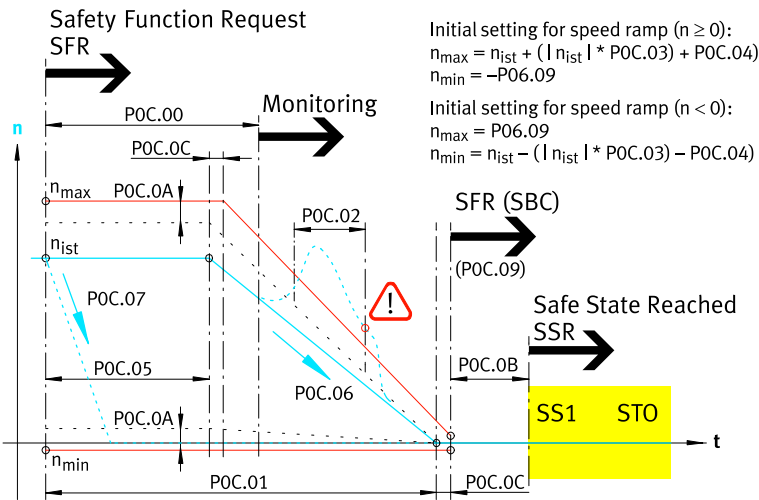 Safety Function Request
SFR
Initial setting for speed ramp (n ≥ 0):
nmax = nist + (| nist | * P0C.03) + P0C.04)
nmin = –P06.09
Initial setting for speed ramp (n < 0):
nmax = P06.09
nmin = nist – (| nist | * P0C.03) – P0C.04)
P0C.00
Monitoring
n
P0C.0C
nmax
P0C.0A
P0C.02
SFR (SBC)
(P0C.09)
nist
P0C.07
!
Safe State Reached
SSR
P0C.05
P0C.06
P0C.0B
P0C.0A
SS1
STO
t
nmin
P0C.01
P0C.0C